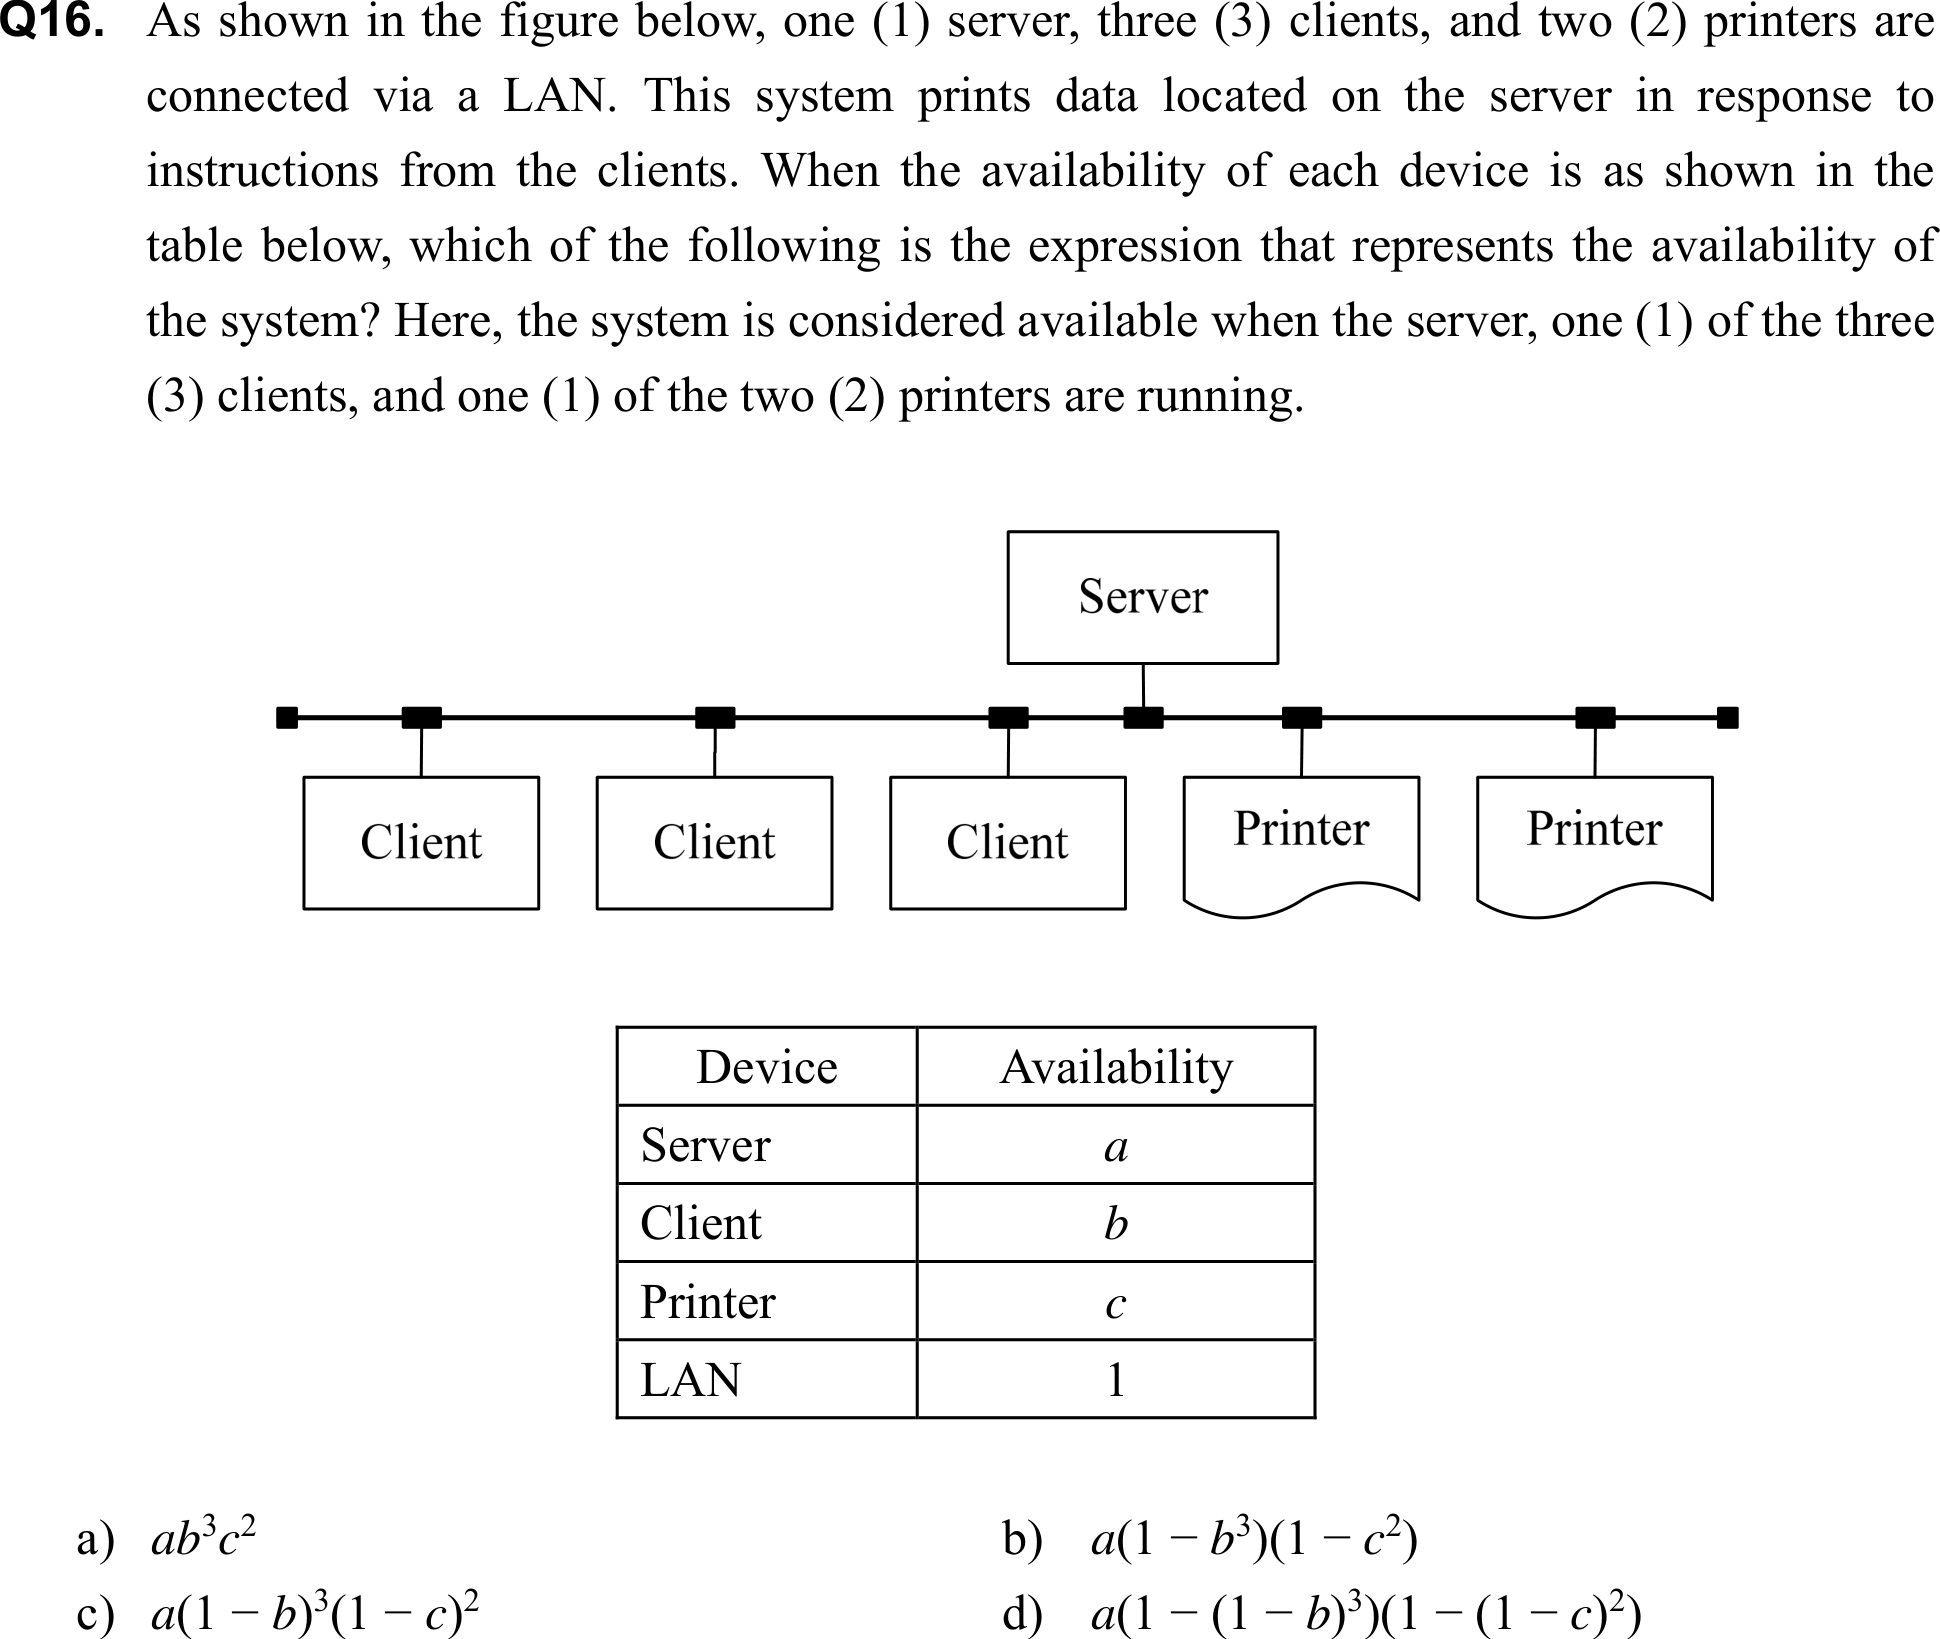 Q16. As shown in the figure below, one (1) server, three (3) clients, and two (2) printers are
connected via a LAN. This system prints data located on the server in response to
instructions from the clients. When the availability of each device is as shown in the
table below, which of the following is the expression that represents the availability of
the system? Here, the system is considered available when the server, one (1) of the three
(3) clients, and one (1) of the two (2) printers are running.
Server
Client Client Client Printer Printer
Device Availability
Server a
Client b
Printer c
LAN 1
a) ab³c² b) a(1 − b³)(1 − c²)
c) a(1 − b)³(1 − c)² d) a(1 − (1 − b)³)(1 − (1 − c)²)